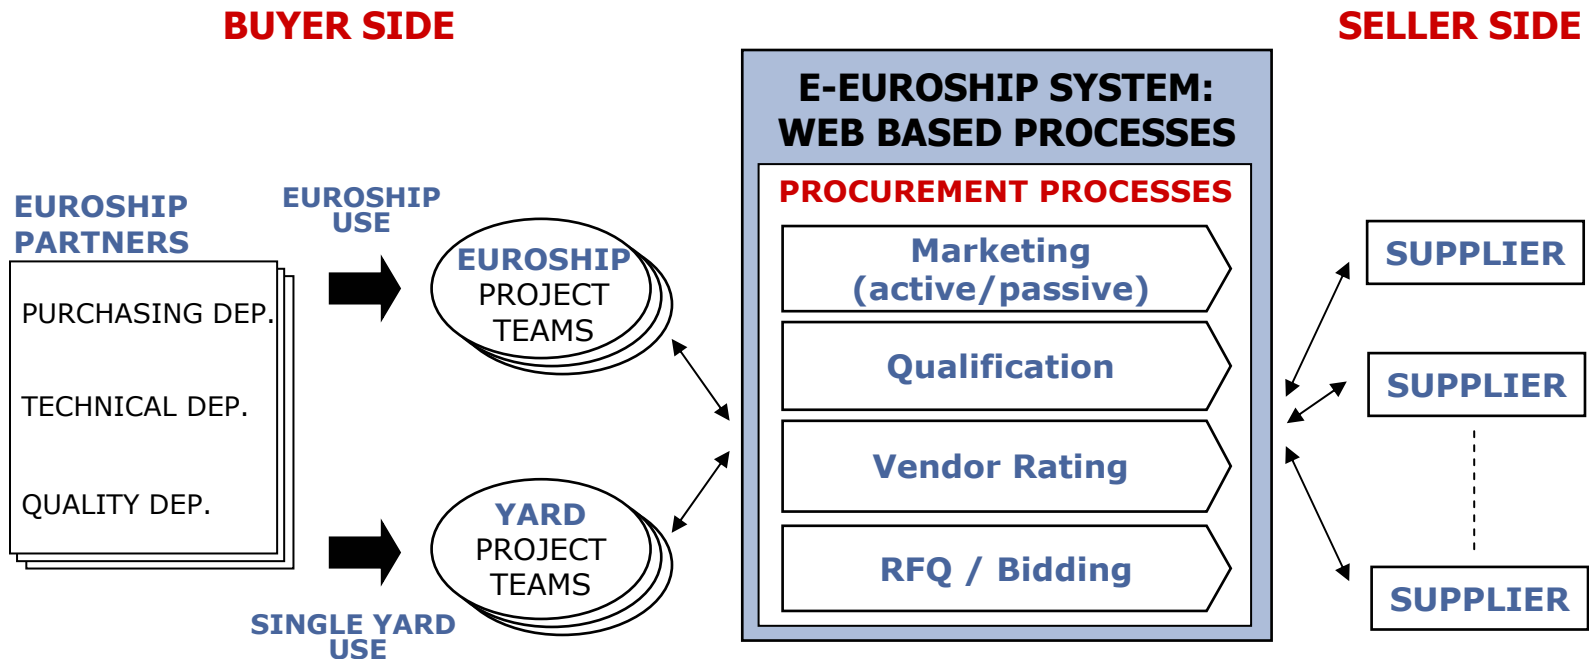 BUYER SIDE
SELLER SIDE
E-EUROSHIP SYSTEM:
WEB BASED PROCESSES
PROCUREMENT PROCESSES
EUROSHIP
PARTNERS
PURCHASING DEP.
TECHNICAL DEP.
QUALITY DEP.
EUROSHIP
USE
EUROSHIP
PROJECT
TEAMS
SINGLE YARD
USE
YARD
PROJECT
TEAMS
Marketing
(active/passive)
Qualification
Vendor Rating
RFQ / Bidding
SUPPLIER
SUPPLIER
SUPPLIER